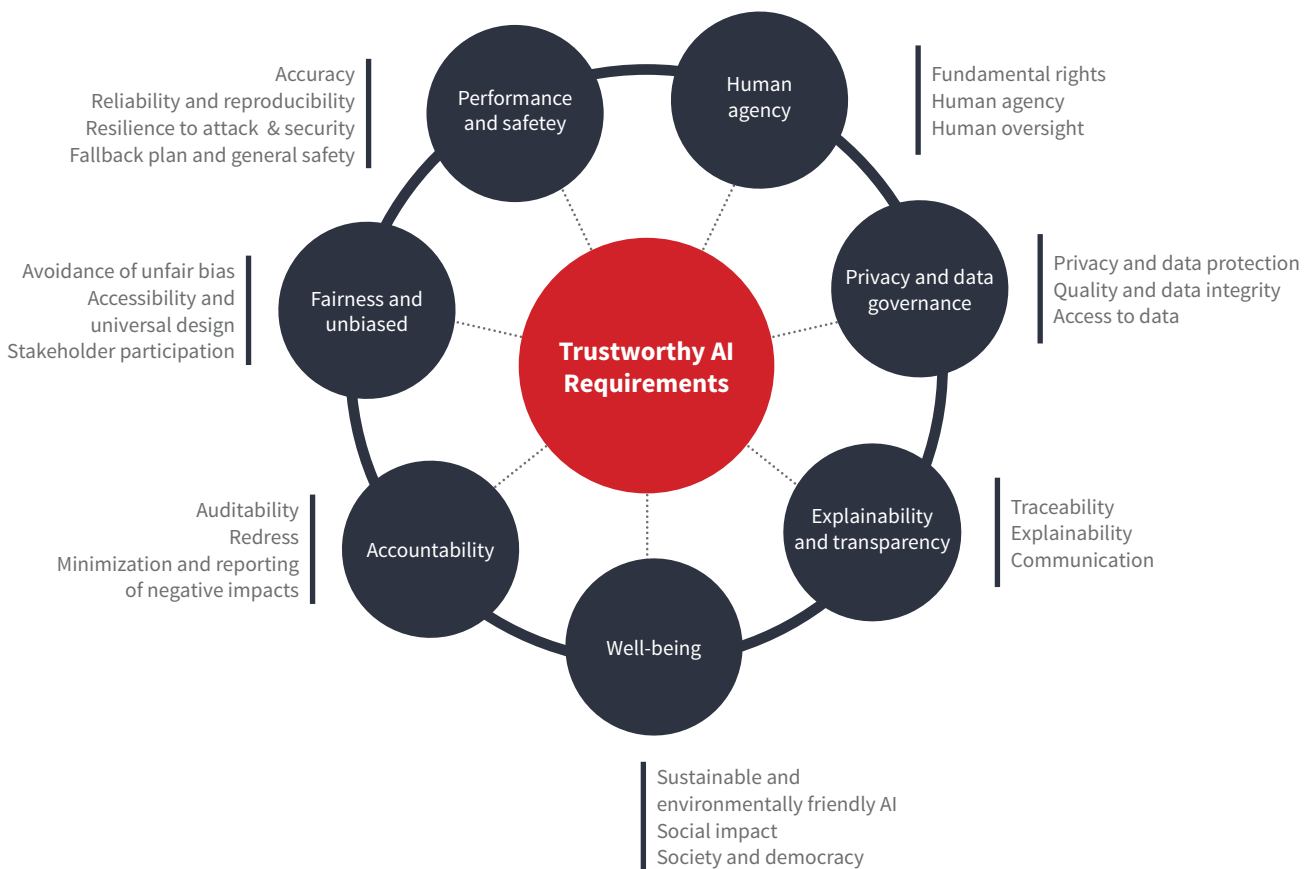 Accuracy
Reliability and reproducibility
Resilience to attack & security
Fallback plan and general safety
Performance
and safetey
Human
agency
Fundamental rights
Human agency
Human oversight
Avoidance of unfair bias
Accessibility and
universal design
Stakeholder participation
Fairness and
unbiased
Trustworthy AI
Requirements
Privacy and data
governance
Privacy and data protection
Quality and data integrity
Access to data
Auditability
Redress
Minimization and reporting
of negative impacts
Accountability
Explainability
and transparency
Traceability
Explainability
Communication
Well-being
Sustainable and
environmentally friendly AI
Social impact
Society and democracy